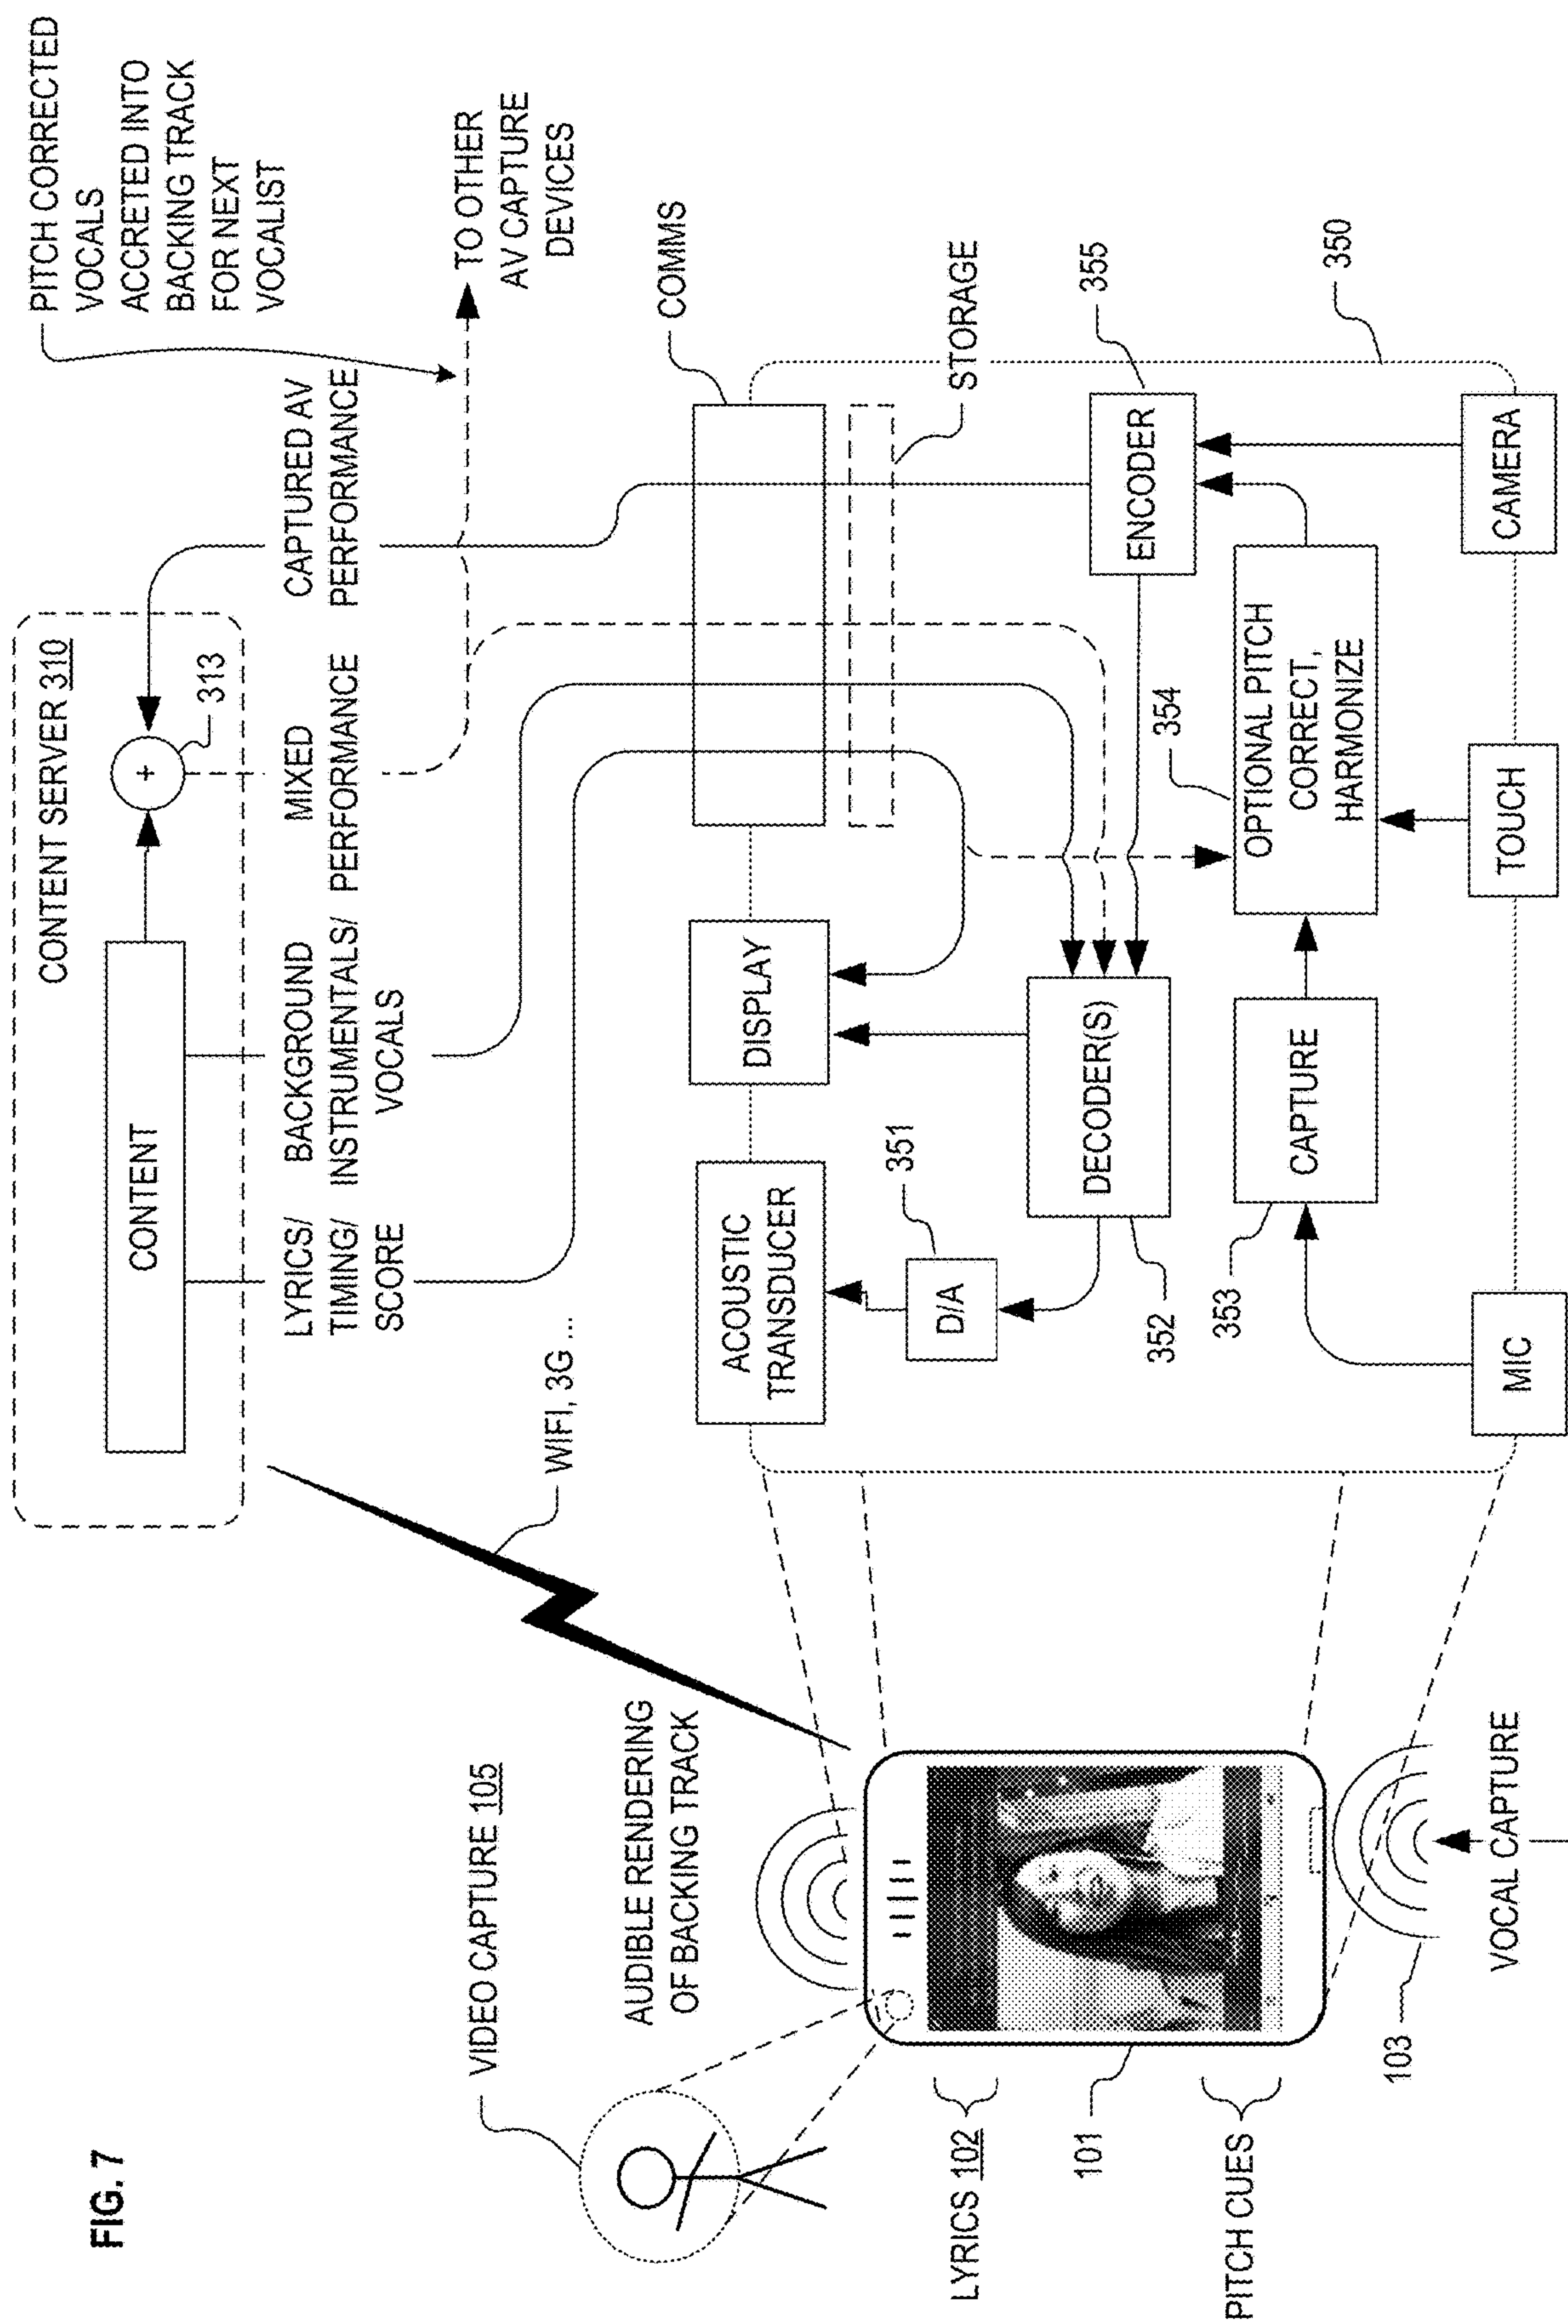 FIG. 7
VIDEO CAPTURE 105
AUDIBLE RENDERING
OF BACKING TRACK
LYRICS 102
101
PITCH CUES
103
VOCAL CAPTURE
WIFI, 3G ...
CONTENT SERVER 310
CONTENT
+
313
LYRICS/
TIMING/
SCORE
BACKGROUND
INSTRUMENTALS/
VOCALS
MIXED
PERFORMANCE
CAPTURED AV
PERFORMANCE
PITCH CORRECTED
VOCALS
ACCRETED INTO
BACKING TRACK
FOR NEXT
VOCALIST
TO OTHER
AV CAPTURE
DEVICES
ACOUSTIC
TRANSDUCER
DISPLAY
COMMS
STORAGE
351
D/A
DECODER(S)
352
ENCODER
355
353
CAPTURE
354
OPTIONAL PITCH
CORRECT,
HARMONIZE
350
MIC
TOUCH
CAMERA